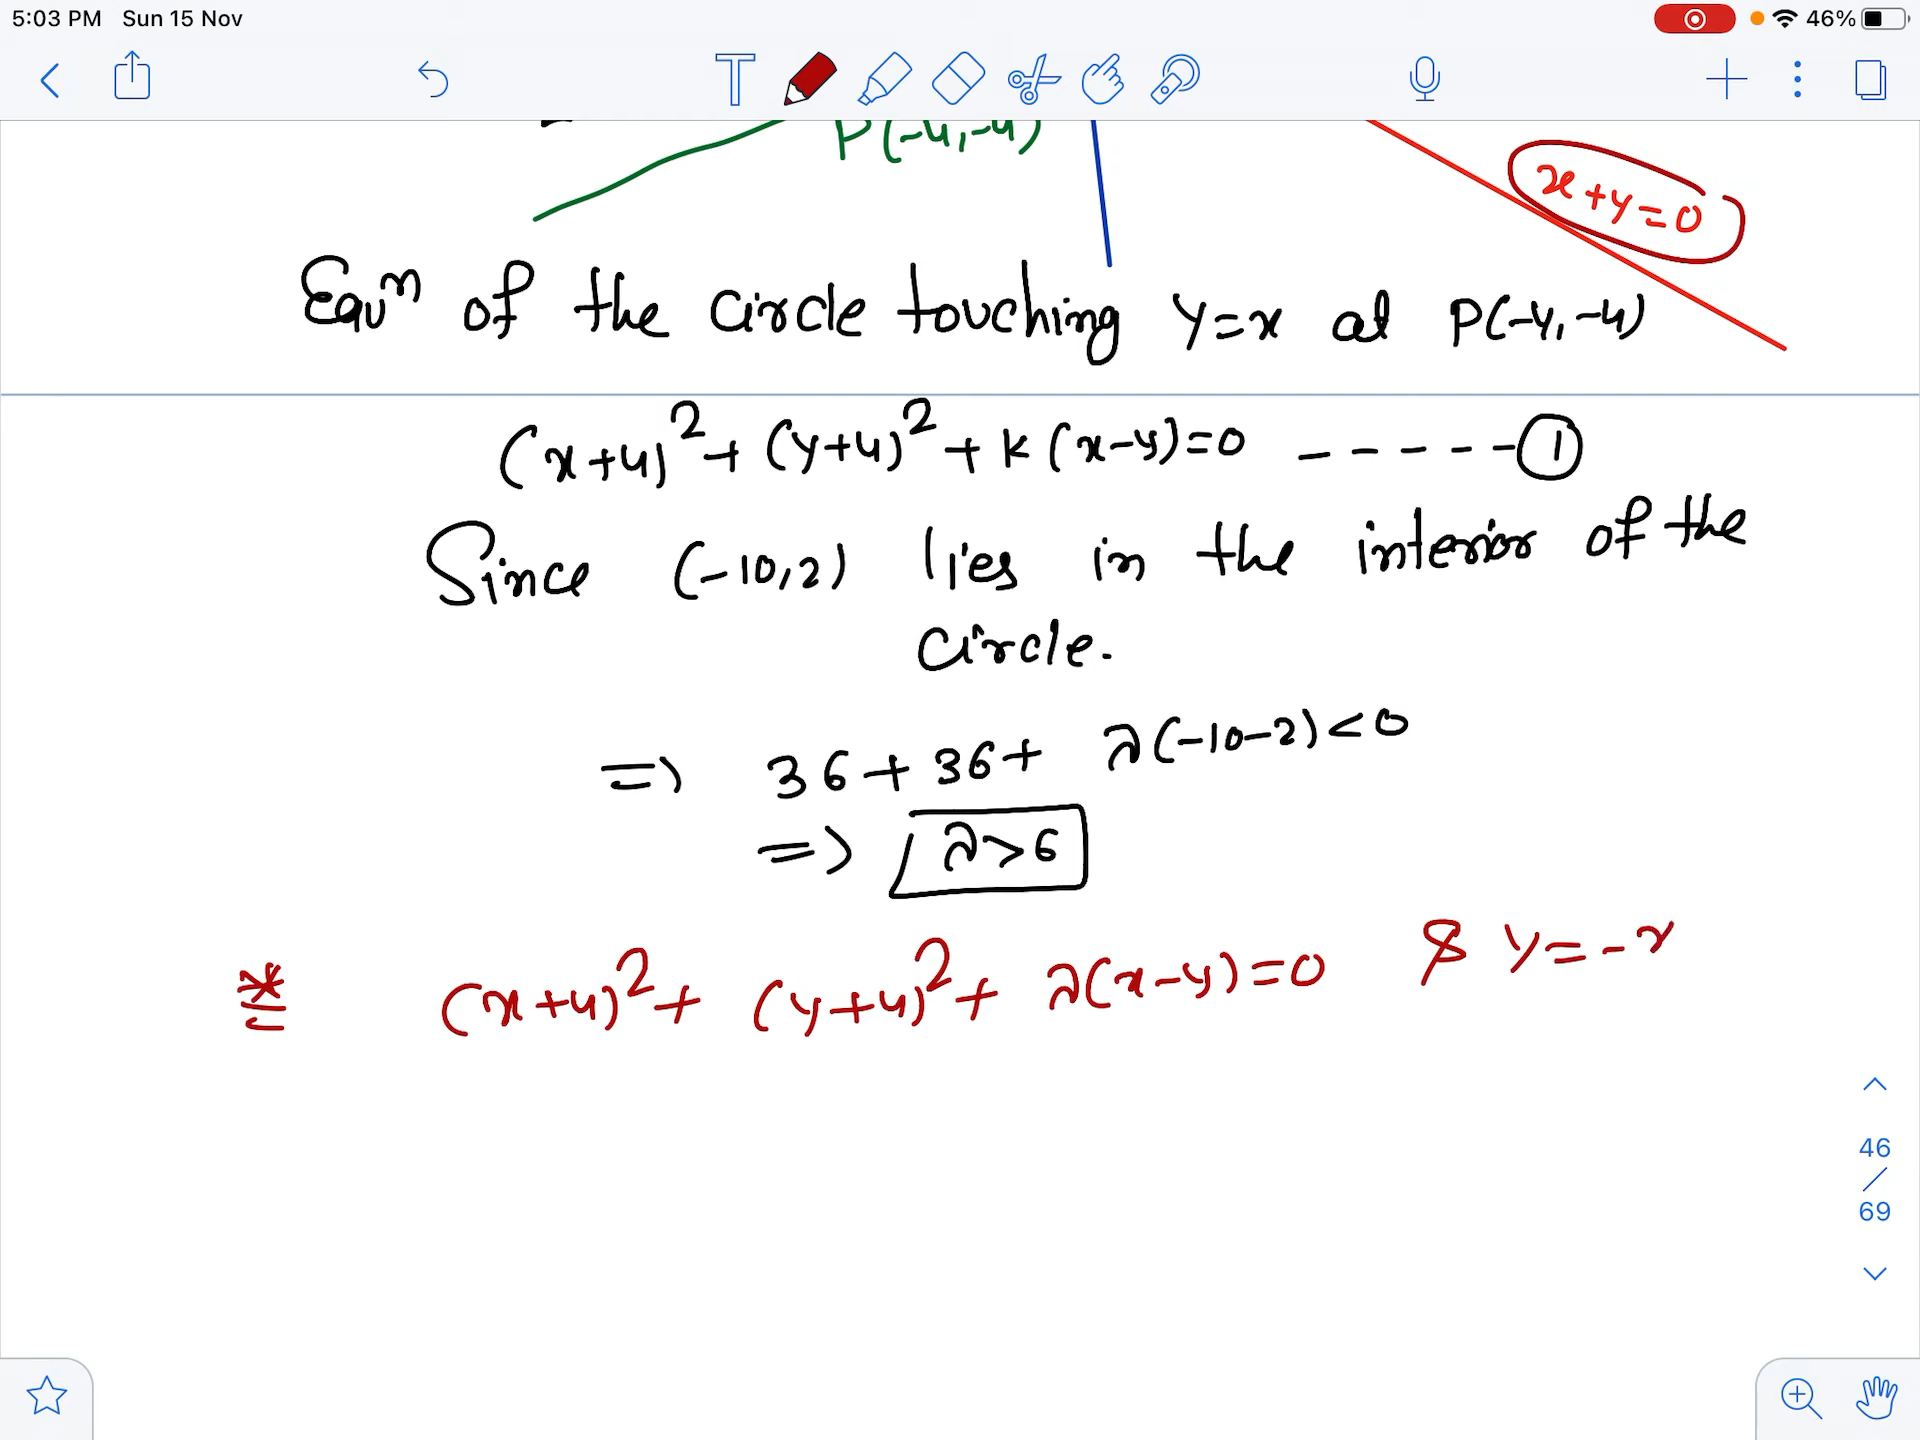 5:03 PM Sun 15 Nov 46%
T
P(-4,-4)
x+y=0
Equⁿ of the circle touching y=x at P(-4,-4)
(x+4)²+(y+4)²+k(x-y)=0 -----①
Since (-10,2) lies in the interior of the
circle.
=> 36+36+ λ(-10-2)<0
=> λ>6
* (x+4)²+ (y+4)²+ λ(x-y)=0 & y=-x
46
/
69